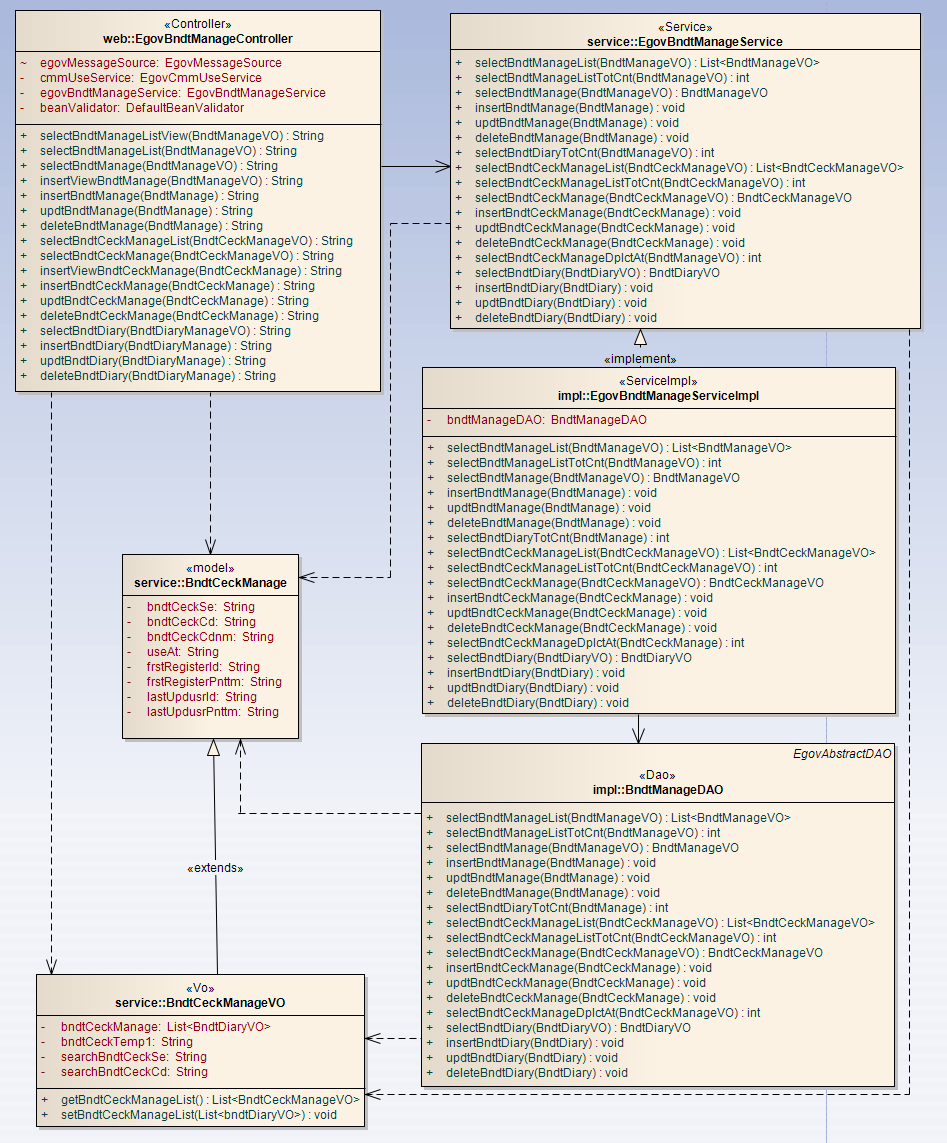 «Controller»
web::EgovBndtManageController
~ egovMessageSource: EgovMessageSource
- cmmUseService: EgovCmmUseService
- egovBndtManageService: EgovBndtManageService
- beanValidator: DefaultBeanValidator
+ selectBndtManageListView(BndtManageVO) : String
+ selectBndtManageList(BndtManageVO) : String
+ selectBndtManage(BndtManageVO) : String
+ insertViewBndtManage(BndtManageVO) : String
+ insertBndtManage(BndtManage) : String
+ updtBndtManage(BndtManage) : String
+ deleteBndtManage(BndtManage) : String
+ selectBndtCeckManageList(BndtCeckManageVO) : String
+ selectBndtCeckManage(BndtCeckManageVO) : String
+ insertViewBndtCeckManage(BndtCeckManage) : String
+ insertBndtCeckManage(BndtCeckManage) : String
+ updtBndtCeckManage(BndtCeckManage) : String
+ deleteBndtCeckManage(BndtCeckManage) : String
+ selectBndtDiary(BndtDiaryManageVO) : String
+ insertBndtDiary(BndtDiaryManage) : String
+ updtBndtDiary(BndtDiaryManage) : String
+ deleteBndtDiary(BndtDiaryManage) : String
«Service»
service::EgovBndtManageService
+ selectBndtManageList(BndtManageVO) : List<BndtManageVO>
+ selectBndtManageListTotCnt(BndtManageVO) : int
+ selectBndtManage(BndtManageVO) : BndtManageVO
+ insertBndtManage(BndtManage) : void
+ updtBndtManage(BndtManage) : void
+ deleteBndtManage(BndtManage) : void
+ selectBndtDiaryTotCnt(BndtManageVO) : int
+ selectBndtCeckManageList(BndtCeckManageVO) : List<BndtCeckManageVO>
+ selectBndtCeckManageListTotCnt(BndtCeckManageVO) : int
+ selectBndtCeckManage(BndtCeckManageVO) : BndtCeckManageVO
+ insertBndtCeckManage(BndtCeckManage) : void
+ updtBndtCeckManage(BndtCeckManage) : void
+ deleteBndtCeckManage(BndtCeckManage) : void
+ selectBndtCeckManageDplctAt(BndtManageVO) : int
+ selectBndtDiary(BndtDiaryVO) : BndtDiaryVO
+ insertBndtDiary(BndtDiary) : void
+ updtBndtDiary(BndtDiary) : void
+ deleteBndtDiary(BndtDiary) : void
«implement»
«ServiceImpl»
impl::EgovBndtManageServiceImpl
- bndtManageDAO: BndtManageDAO
+ selectBndtManageList(BndtManageVO) : List<BndtManageVO>
+ selectBndtManageListTotCnt(BndtManageVO) : int
+ selectBndtManage(BndtManageVO) : BndtManageVO
+ insertBndtManage(BndtManage) : void
+ updtBndtManage(BndtManage) : void
+ deleteBndtManage(BndtManage) : void
+ selectBndtDiaryTotCnt(BndtManage) : int
+ selectBndtCeckManageList(BndtCeckManageVO) : List<BndtCeckManageVO>
+ selectBndtCeckManageListTotCnt(BndtCeckManageVO) : int
+ selectBndtCeckManage(BndtCeckManageVO) : BndtCeckManageVO
+ insertBndtCeckManage(BndtCeckManage) : void
+ updtBndtCeckManage(BndtCeckManage) : void
+ deleteBndtCeckManage(BndtCeckManage) : void
+ selectBndtCeckManageDplctAt(BndtCeckManage) : int
+ selectBndtDiary(BndtDiaryVO) : BndtDiaryVO
+ insertBndtDiary(BndtDiary) : void
+ updtBndtDiary(BndtDiary) : void
+ deleteBndtDiary(BndtDiary) : void
«model»
service::BndtCeckManage
- bndtCeckSe: String
- bndtCeckCd: String
- bndtCeckCdnm: String
- useAt: String
- frstRegisterId: String
- frstRegisterPnttm: String
- lastUpdusrId: String
- lastUpdusrPnttm: String
EgovAbstractDAO
«Dao»
impl::BndtManageDAO
+ selectBndtManageList(BndtManageVO) : List<BndtManageVO>
+ selectBndtManageListTotCnt(BndtManageVO) : int
+ selectBndtManage(BndtManageVO) : BndtManageVO
+ insertBndtManage(BndtManage) : void
+ updtBndtManage(BndtManage) : void
+ deleteBndtManage(BndtManage) : void
+ selectBndtDiaryTotCnt(BndtManage) : int
+ selectBndtCeckManageList(BndtCeckManageVO) : List<BndtCeckManageVO>
+ selectBndtCeckManageListTotCnt(BndtCeckManageVO) : int
+ selectBndtCeckManage(BndtCeckManageVO) : BndtCeckManageVO
+ insertBndtCeckManage(BndtCeckManage) : void
+ updtBndtCeckManage(BndtCeckManage) : void
+ deleteBndtCeckManage(BndtCeckManage) : void
+ selectBndtCeckManageDplctAt(BndtCeckManageVO) : int
+ selectBndtDiary(BndtDiaryVO) : BndtDiaryVO
+ insertBndtDiary(BndtDiary) : void
+ updtBndtDiary(BndtDiary) : void
+ deleteBndtDiary(BndtDiary) : void
«extends»
«Vo»
service::BndtCeckManageVO
- bndtCeckManage: List<BndtDiaryVO>
- bndtCeckTemp1: String
- searchBndtCeckSe: String
- searchBndtCeckCd: String
+ getBndtCeckManageList() : List<BndtCeckManageVO>
+ setBndtCeckManageList(List<bndtDiaryVO>) : void